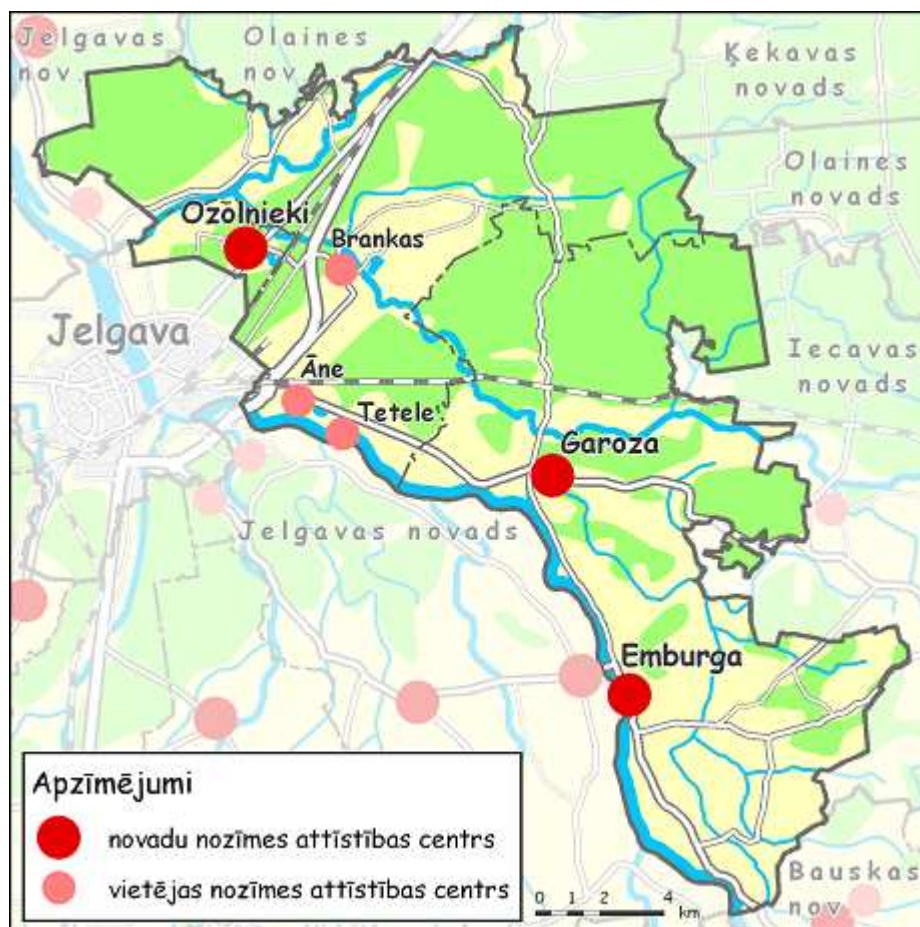 Jelgavas
nov.
Olaines
nov.
Ķekavas
novads
Olaines
novads
Ozolnieki
Brankas
Jelgava
Iecavas
novads
Āne
Tetele
Garoza
Jelgavas novads
Emburga
Apzīmējumi
novadu nozīmes attīstības centrs
vietējas nozīmes attīstības centrs
0 2 4
km
Bauskas
nov.